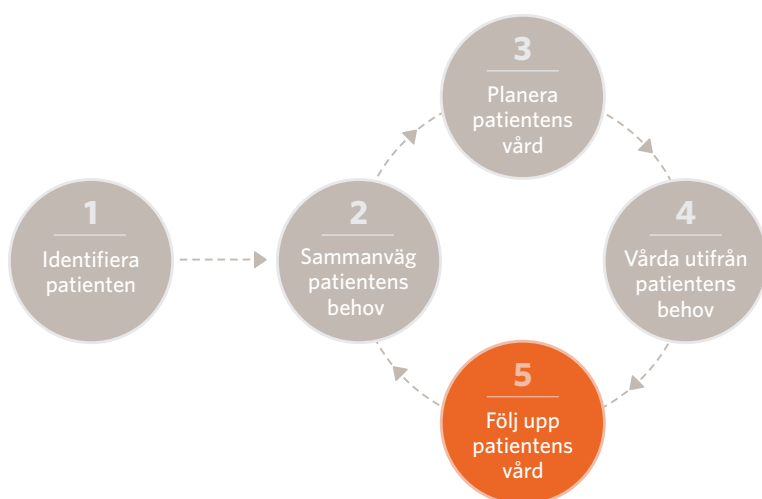 1
Identifiera
patienten
2
Sammanväg
patientens
behov
3
Planera
patientens
vård
4
Vårda utifrån
patientens
behov
5
Följ upp
patientens
vård